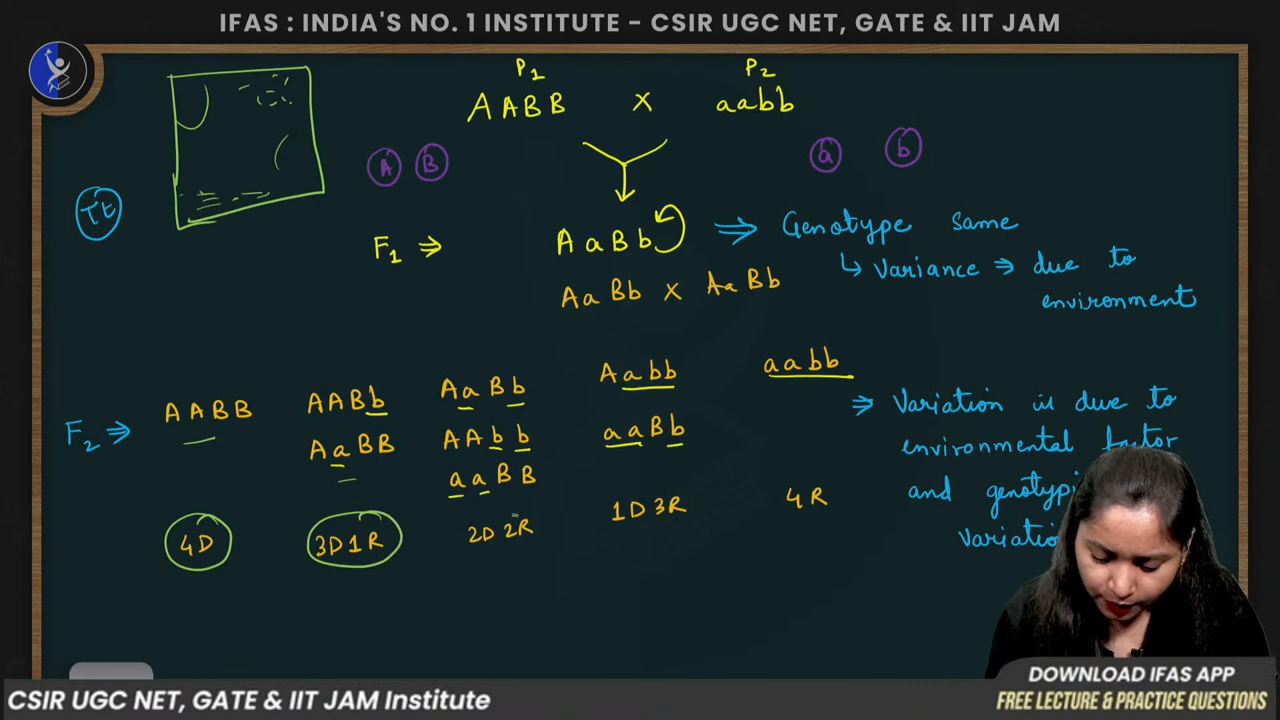 IFAS : INDIA'S NO. 1 INSTITUTE - CSIR UGC NET, GATE & IIT JAM
P1 P2
AABB x aabb
A B a b
Tt
F1 ⇒ AaBb ⇒ Genotype same
AaBb x AaBb
↳ Variance ⇒ due to
environment
F2 ⇒
AABB AABb AaBb Aabb aabb
AaBB AAbb aaBb
aaBB
4D 3D1R 2D 2R 1D 3R 4R
⇒ Variation is due to
environmental factor
and
DOWNLOAD IFAS APP
FREE LECTURE & PRACTICE QUESTIONS
CSIR UGC NET, GATE & IIT JAM Institute